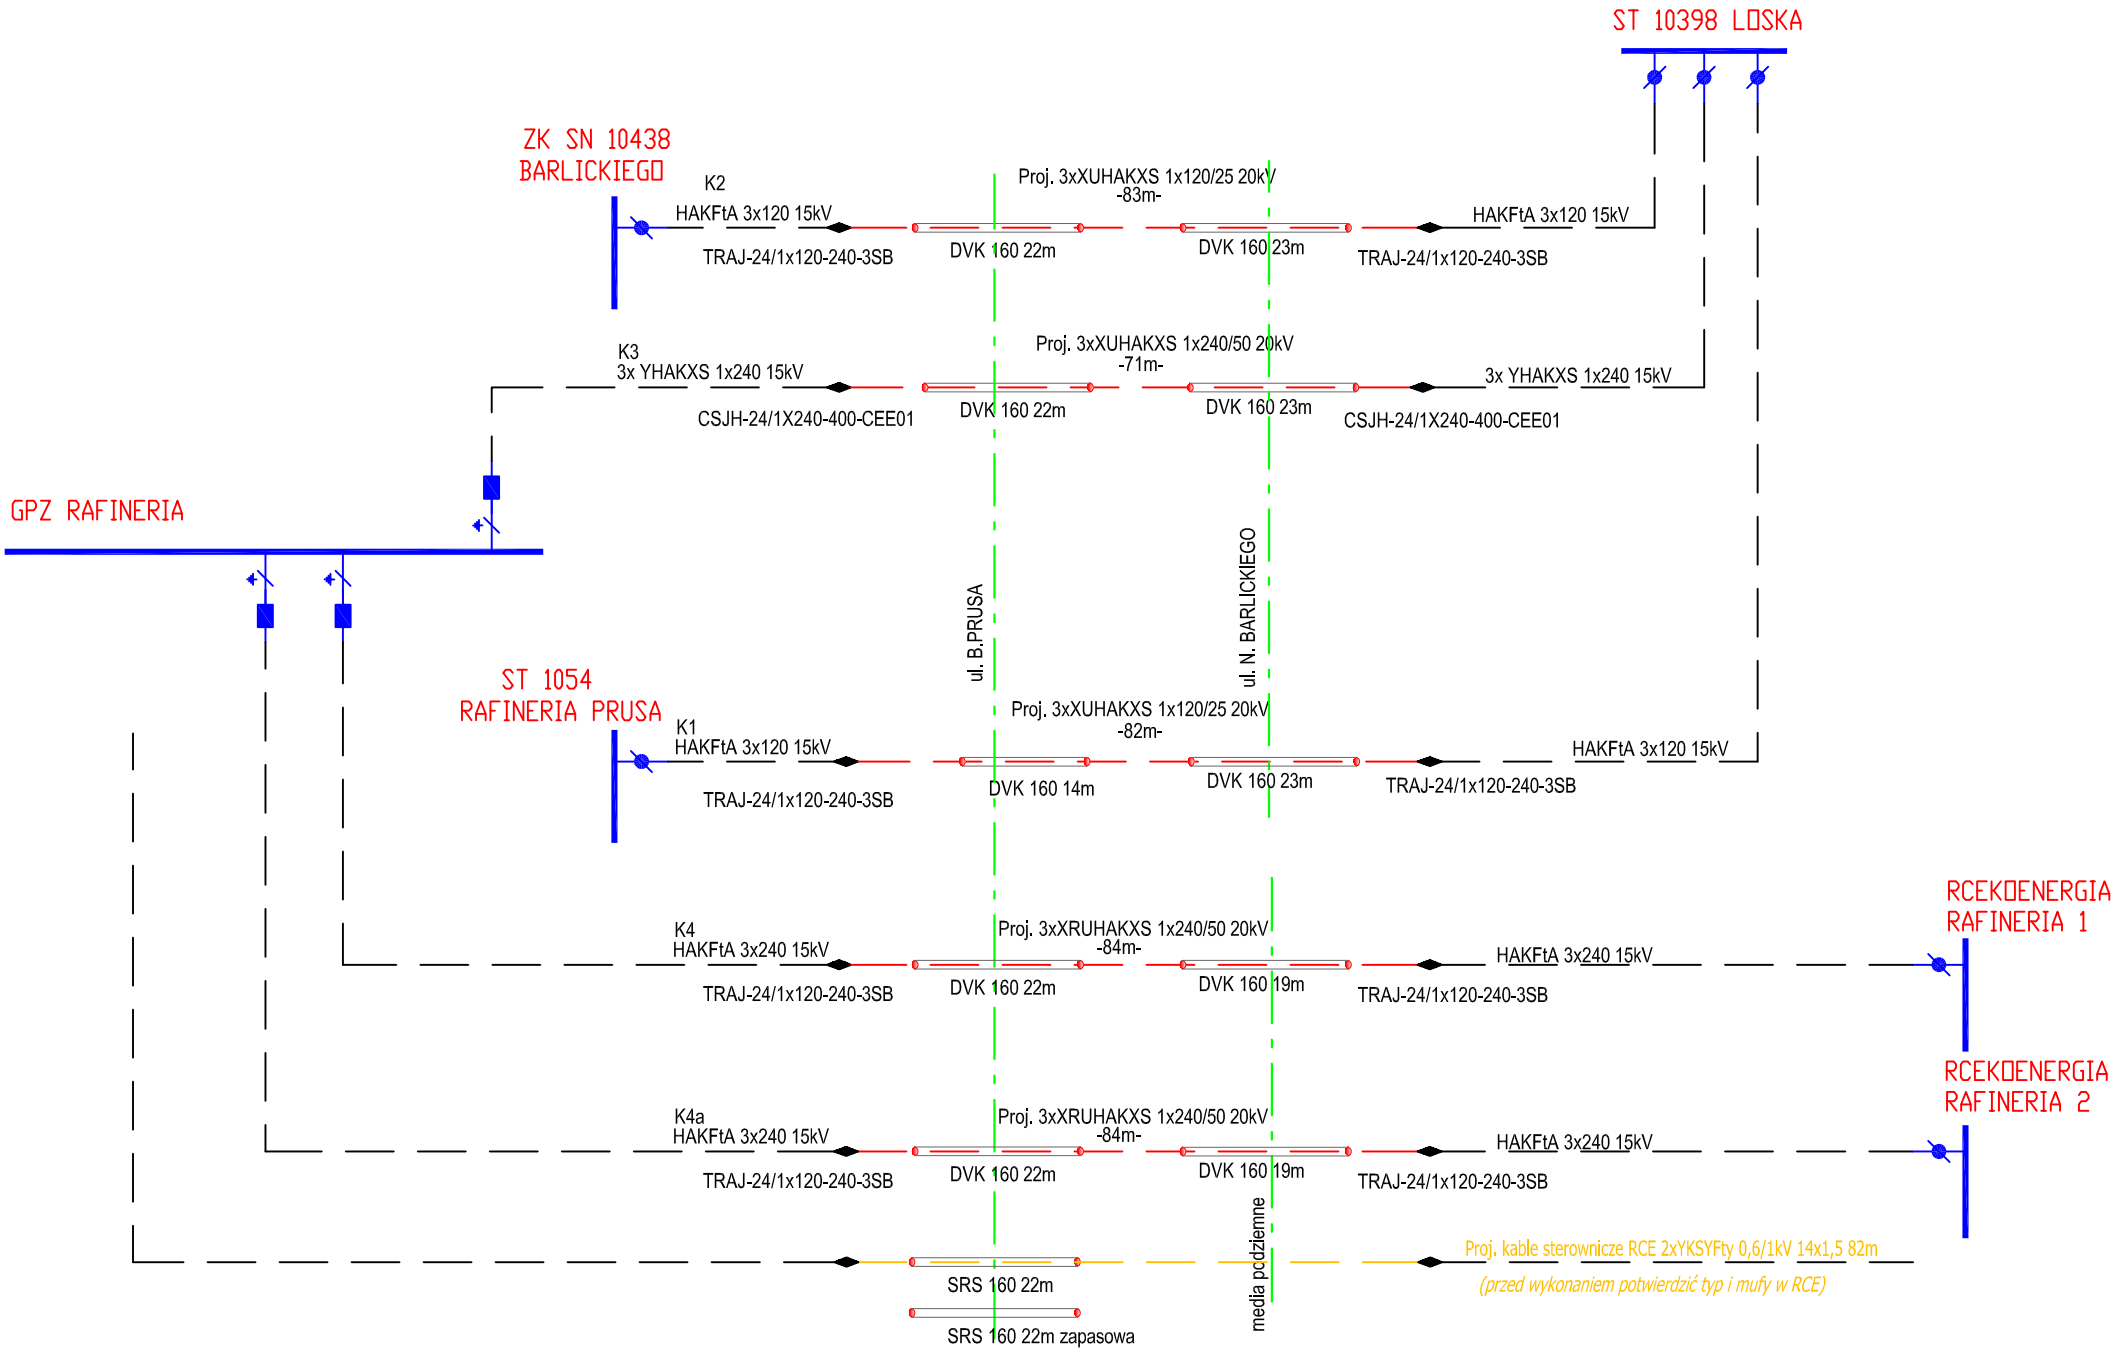 ST 10398 LOSKA
ZK SN 10438
BARLICKIEGO
K2
HAKFtA 3x120 15kV
TRAJ-24/1x120-240-3SB
Proj. 3xXUHAKXS 1x120/25 20kV
-83m-
DVK 160 22m
DVK 160 23m
HAKFtA 3x120 15kV
TRAJ-24/1x120-240-3SB
K3
3x YHAKXS 1x240 15kV
CSJH-24/1X240-400-CEE01
Proj. 3xXUHAKXS 1x240/50 20kV
-71m-
DVK 160 22m
DVK 160 23m
3x YHAKXS 1x240 15kV
CSJH-24/1X240-400-CEE01
GPZ RAFINERIA
ul. B.PRUSA
ul. N. BARLICKIEGO
ST 1054
RAFINERIA PRUSA
K1
HAKFtA 3x120 15kV
TRAJ-24/1x120-240-3SB
Proj. 3xXUHAKXS 1x120/25 20kV
-82m-
DVK 160 14m
DVK 160 23m
HAKFtA 3x120 15kV
TRAJ-24/1x120-240-3SB
RCEKOENERGIA
RAFINERIA 1
K4
HAKFtA 3x240 15kV
TRAJ-24/1x120-240-3SB
Proj. 3xXRUHAKXS 1x240/50 20kV
-84m-
DVK 160 22m
DVK 160 19m
HAKFtA 3x240 15kV
TRAJ-24/1x120-240-3SB
RCEKOENERGIA
RAFINERIA 2
K4a
HAKFtA 3x240 15kV
TRAJ-24/1x120-240-3SB
Proj. 3xXRUHAKXS 1x240/50 20kV
-84m-
DVK 160 22m
DVK 160 19m
HAKFtA 3x240 15kV
TRAJ-24/1x120-240-3SB
media podziemne
Proj. kable sterownicze RCE 2xYKSYFty 0,6/1kV 14x1,5 82m
(przed wykonaniem potwierdzić typ i mufy w RCE)
SRS 160 22m
SRS 160 22m zapasowa